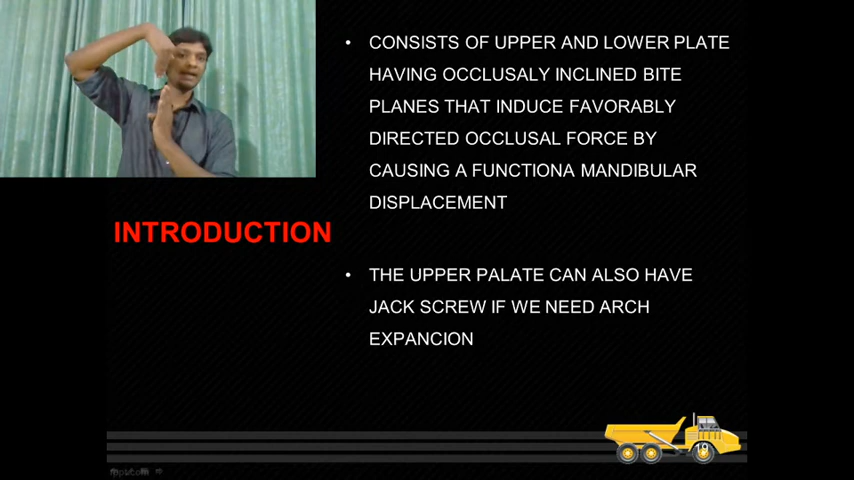 INTRODUCTION
• CONSISTS OF UPPER AND LOWER PLATE
HAVING OCCLUSALY INCLINED BITE
PLANES THAT INDUCE FAVORABLY
DIRECTED OCCLUSAL FORCE BY
CAUSING A FUNCTIONA MANDIBULAR
DISPLACEMENT
• THE UPPER PALATE CAN ALSO HAVE
JACK SCREW IF WE NEED ARCH
EXPANCION
19